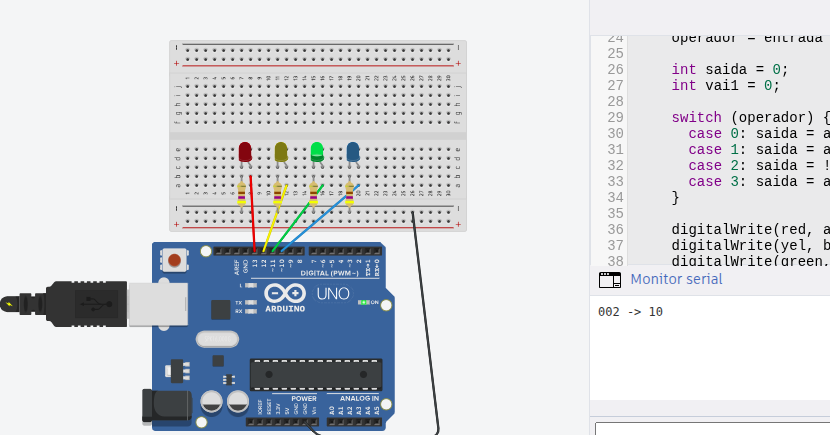 24 operador = entrada
25
26 int saida = 0;
27 int vai1 = 0;
28
29 switch (operador) {
30 case 0: saida = a
31 case 1: saida = a
32 case 2: saida = !
33 case 3: saida = a
34 }
35
36 digitalWrite(red, a
37 digitalWrite(yel, b
38 digitalWrite(green,
Monitor serial
002 -> 10
AREF
GND
13
12
~11
~10
~9
8
7
~6
~5
4
~3
2
TX→1
RX←0
DIGITAL (PWM~)
L
TX
RX
ARDUINO
UNO
ON
POWER
ANALOG IN
IOREF
RESET
3.3V
5V
GND
GND
Vin
A0
A1
A2
A3
A4
A5